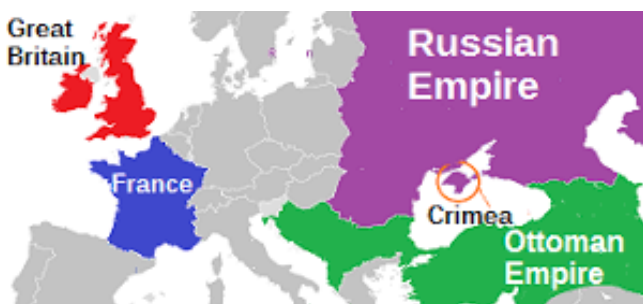 Great
Britain
Russian
Empire
France
Crimea
Ottoman
Empire